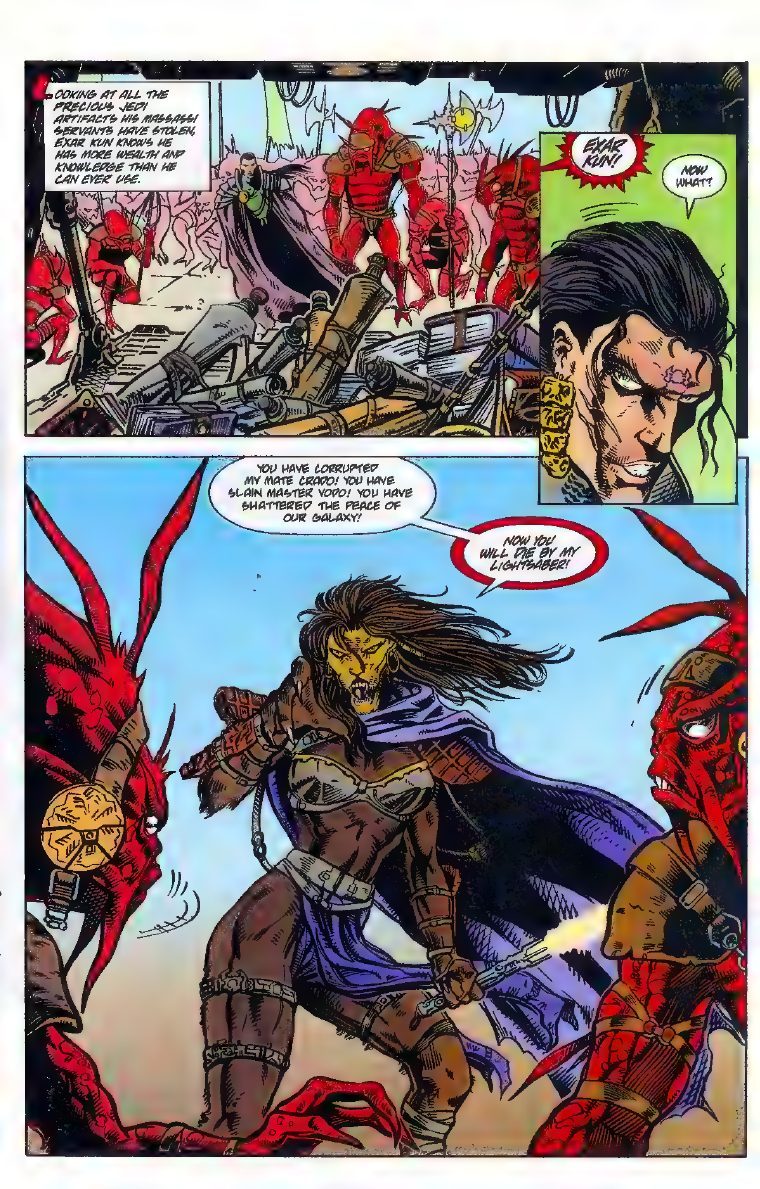 LOOKING AT ALL THE
PRECIOUS JEDI
ARTIFACTS HIS MASSASSI
SERVANTS HAVE STOLEN,
EXAR KUN KNOWS HE
HAS MORE WEALTH AND
KNOWLEDGE THAN HE
CAN EVER USE.
EXAR
KUN!
NOW
WHAT?
YOU HAVE CORRUPTED
MY MATE CRADO! YOU HAVE
SLAIN MASTER VODO! YOU HAVE
SHATTERED THE PEACE OF
OUR GALAXY!
NOW YOU
WILL DIE BY MY
LIGHTSABER!